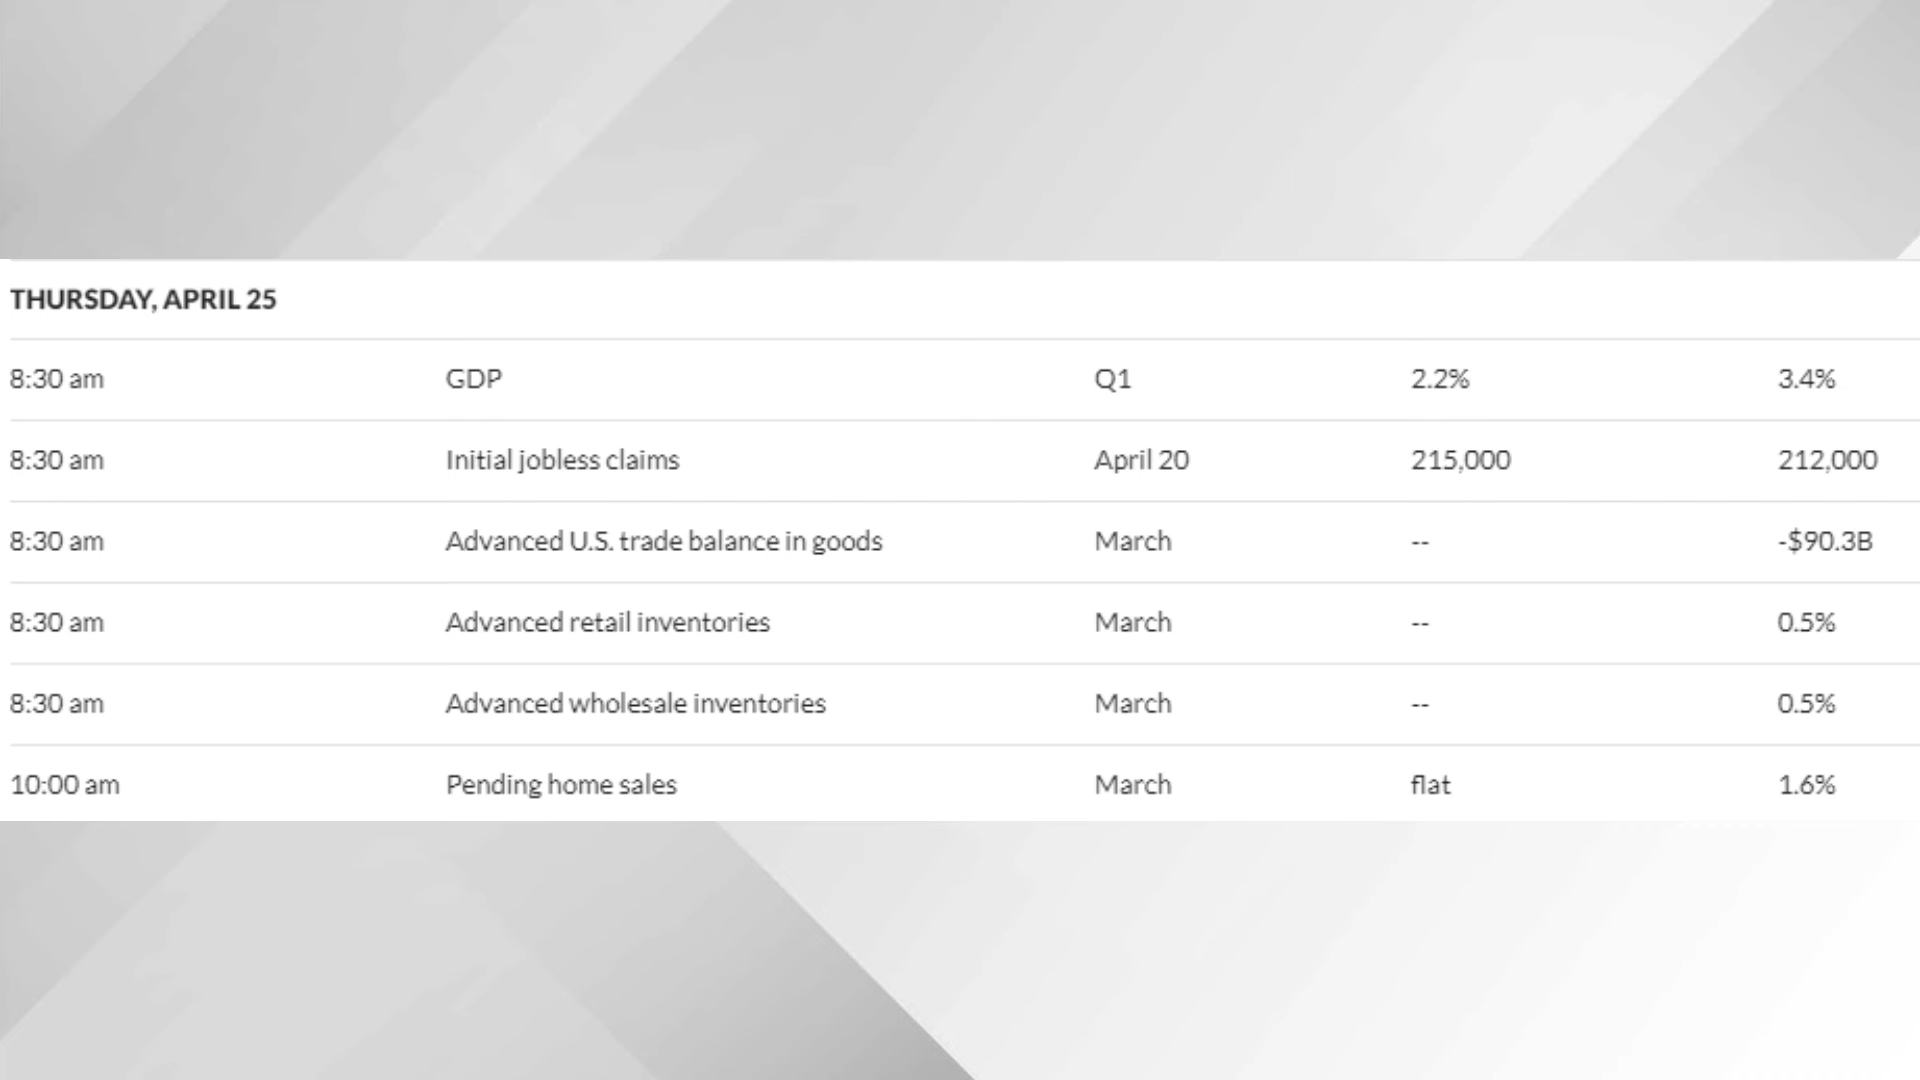 THURSDAY, APRIL 25
8:30 am GDP Q1 2.2% 3.4%
8:30 am Initial jobless claims April 20 215,000 212,000
8:30 am Advanced U.S. trade balance in goods March -- -$90.3B
8:30 am Advanced retail inventories March -- 0.5%
8:30 am Advanced wholesale inventories March -- 0.5%
10:00 am Pending home sales March flat 1.6%